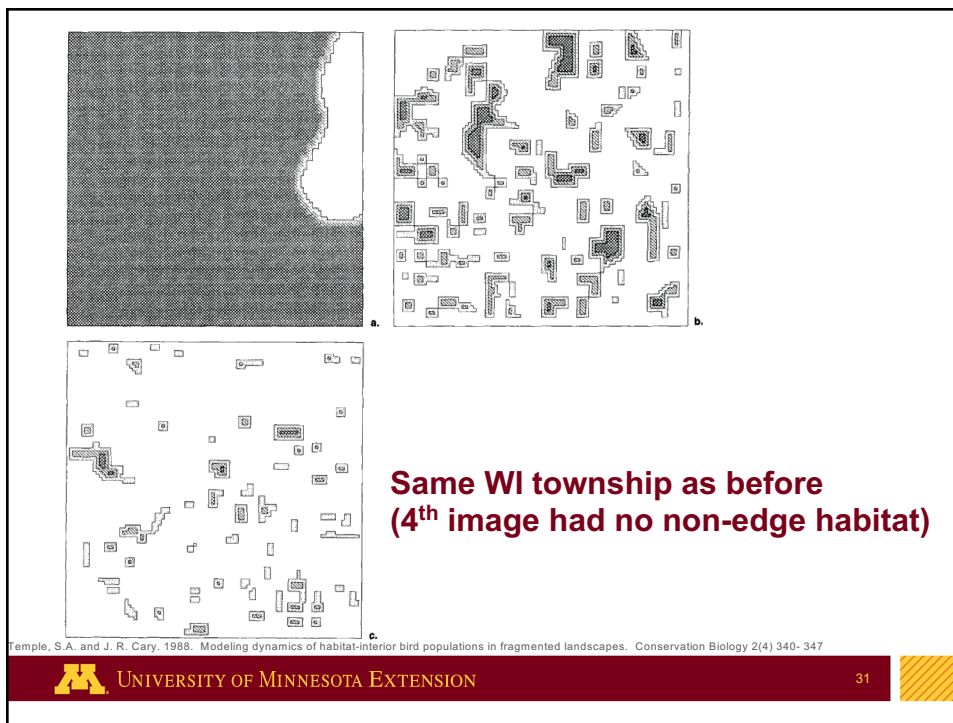 a.
b.
c.
Same WI township as before
(4th image had no non-edge habitat)
Temple, S.A. and J. R. Cary. 1988. Modeling dynamics of habitat-interior bird populations in fragmented landscapes. Conservation Biology 2(4) 340- 347
UNIVERSITY OF MINNESOTA EXTENSION
31